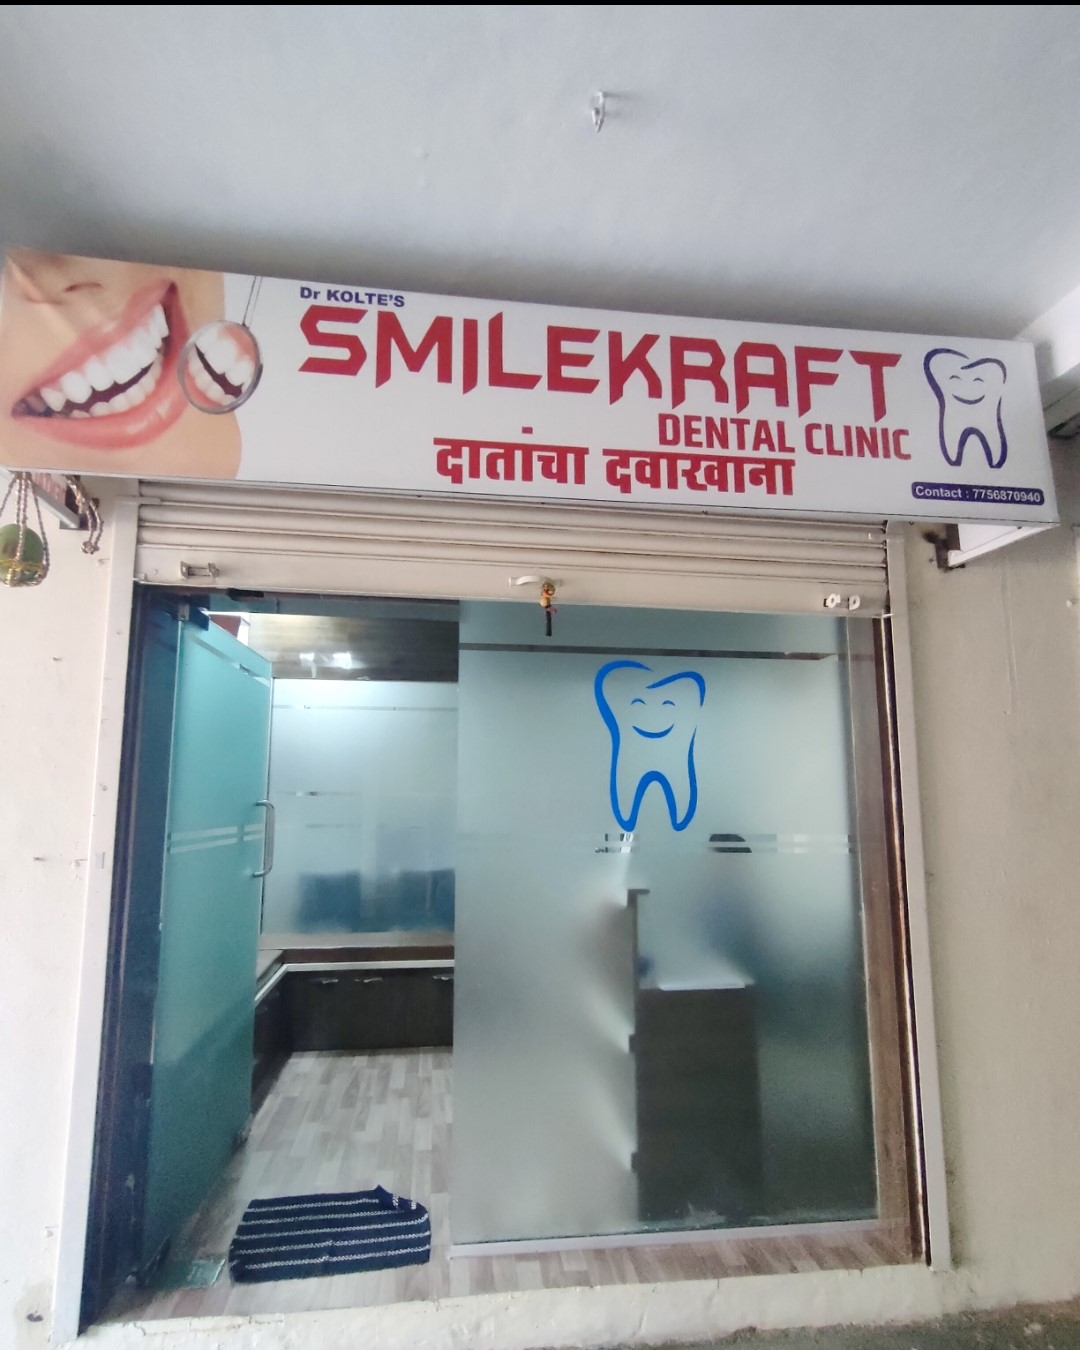 Dr KOLTE'S
SMILEKRAFT
DENTAL CLINIC
दातांचा दवाखाना
Contact : 7756870940